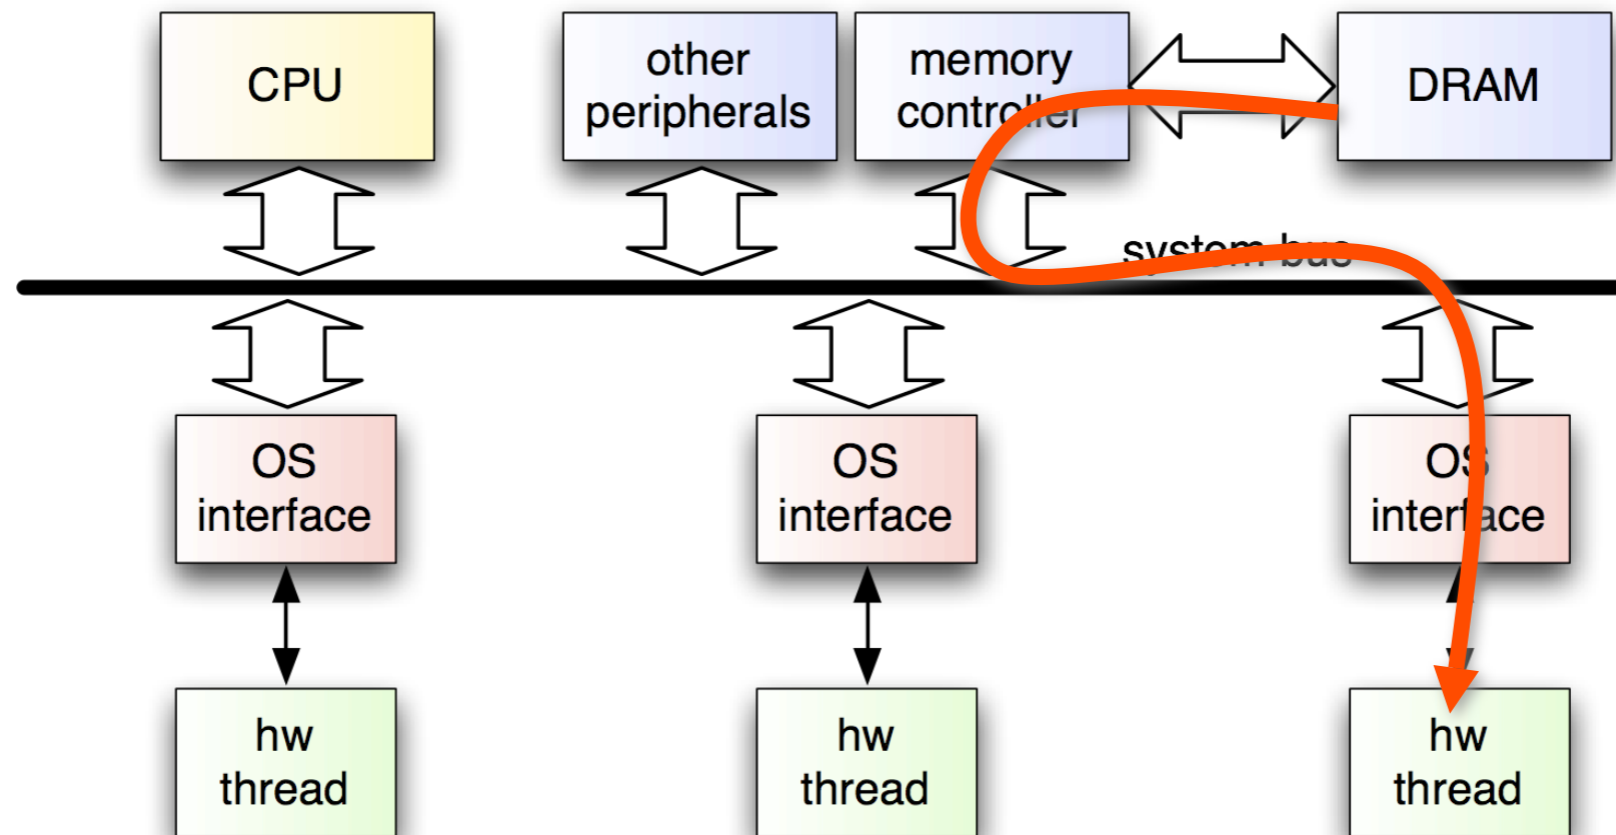 CPU
other
peripherals
memory
controller
DRAM
system bus
OS
interface
OS
interface
OS
interface
hw
thread
hw
thread
hw
thread